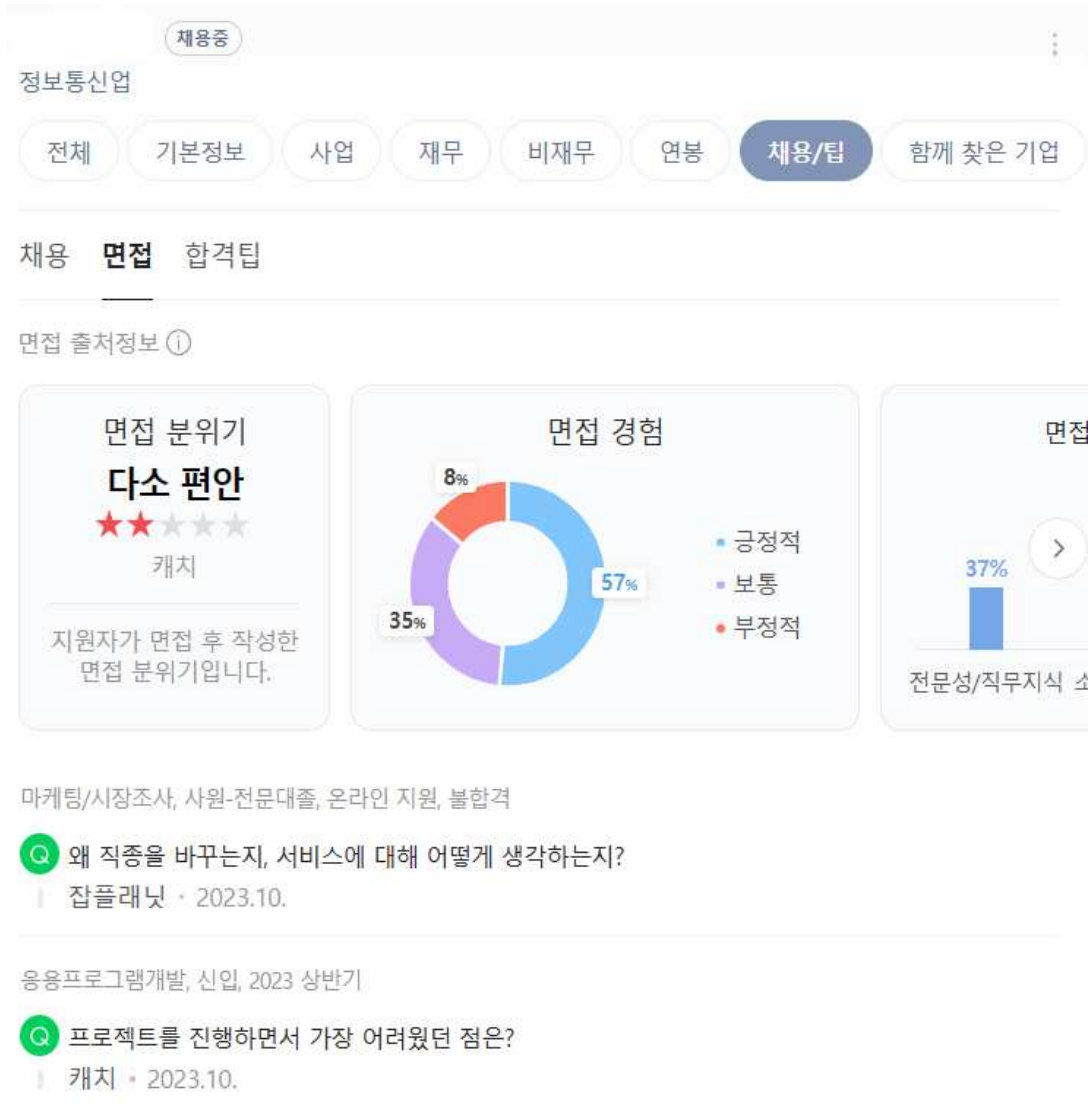 채용중
정보통신업
전체 기본정보 사업 재무 비재무 연봉 채용/팁 함께 찾은 기업
채용 면접 합격팁
면접 출처정보
면접 분위기
다소 편안
캐치
지원자가 면접 후 작성한
면접 분위기입니다.
면접 경험
8%
57%
35%
긍정적
보통
부정적
면접
37%
전문성/직무지식
마케팅/시장조사, 사원-전문대졸, 온라인 지원, 불합격
Q 왜 직종을 바꾸는지, 서비스에 대해 어떻게 생각하는지?
잡플래닛 · 2023.10.
응용프로그램개발, 신입, 2023 상반기
Q 프로젝트를 진행하면서 가장 어려웠던 점은?
캐치 · 2023.10.